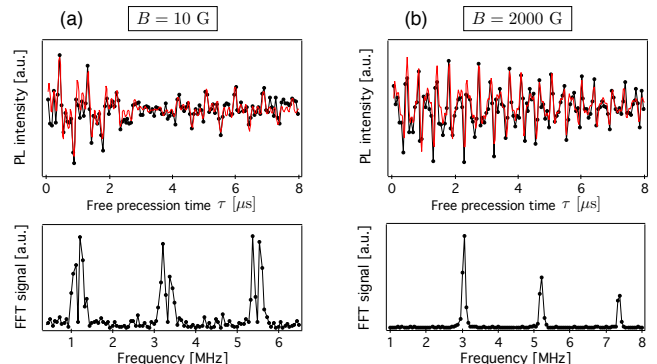 (a) B = 10 G
PL intensity [a.u.]
0 2 4 6 8
Free precession time τ [μs]
FFT signal [a.u.]
1 2 3 4 5 6
Frequency [MHz]
(b) B = 2000 G
PL intensity [a.u.]
0 2 4 6 8
Free precession time τ [μs]
FFT signal [a.u.]
1 2 3 4 5 6 7 8
Frequency [MHz]